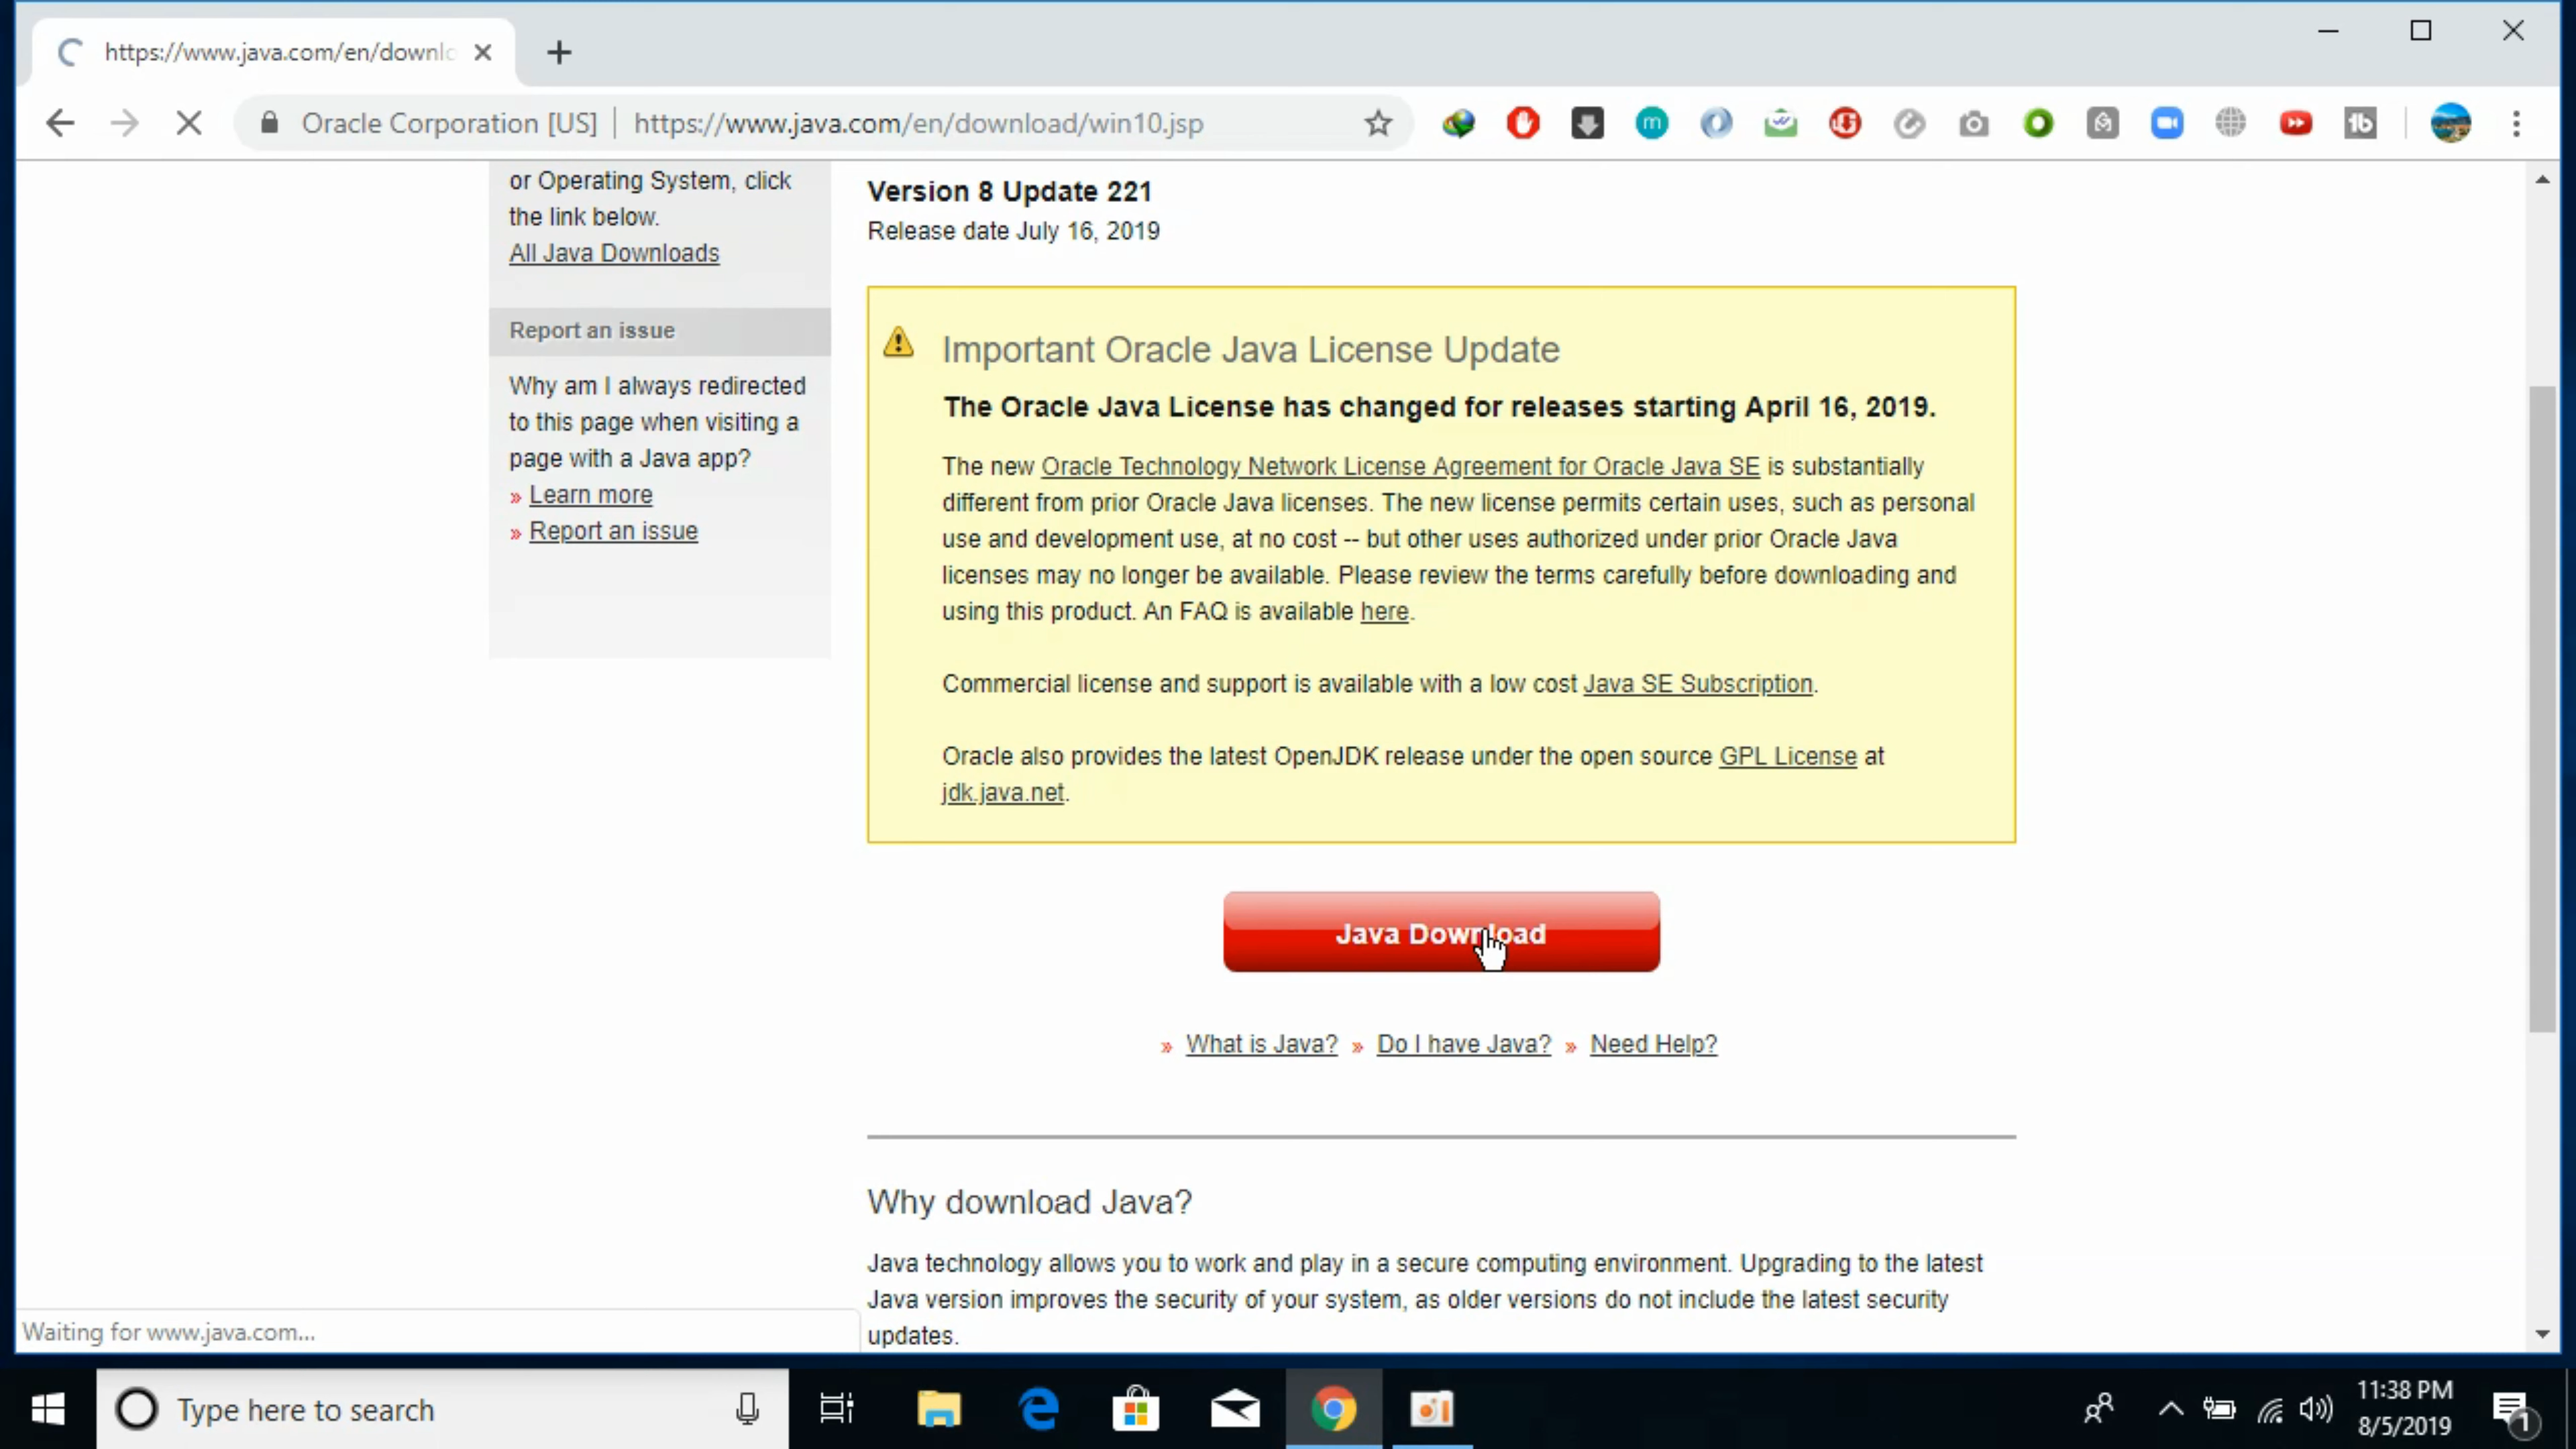 https://www.java.com/en/downlo
Oracle Corporation [US] | https://www.java.com/en/download/win10.jsp
or Operating System, click
the link below.
All Java Downloads
Report an issue
Why am I always redirected
to this page when visiting a
page with a Java app?
» Learn more
» Report an issue
Version 8 Update 221
Release date July 16, 2019
Important Oracle Java License Update
The Oracle Java License has changed for releases starting April 16, 2019.
The new Oracle Technology Network License Agreement for Oracle Java SE is substantially
different from prior Oracle Java licenses. The new license permits certain uses, such as personal
use and development use, at no cost -- but other uses authorized under prior Oracle Java
licenses may no longer be available. Please review the terms carefully before downloading and
using this product. An FAQ is available here.
Commercial license and support is available with a low cost Java SE Subscription.
Oracle also provides the latest OpenJDK release under the open source GPL License at
jdk.java.net.
Java Download
» What is Java? » Do I have Java? » Need Help?
Why download Java?
Java technology allows you to work and play in a secure computing environment. Upgrading to the latest
Java version improves the security of your system, as older versions do not include the latest security
updates.
Waiting for www.java.com...
Type here to search
11:38 PM
8/5/2019
1